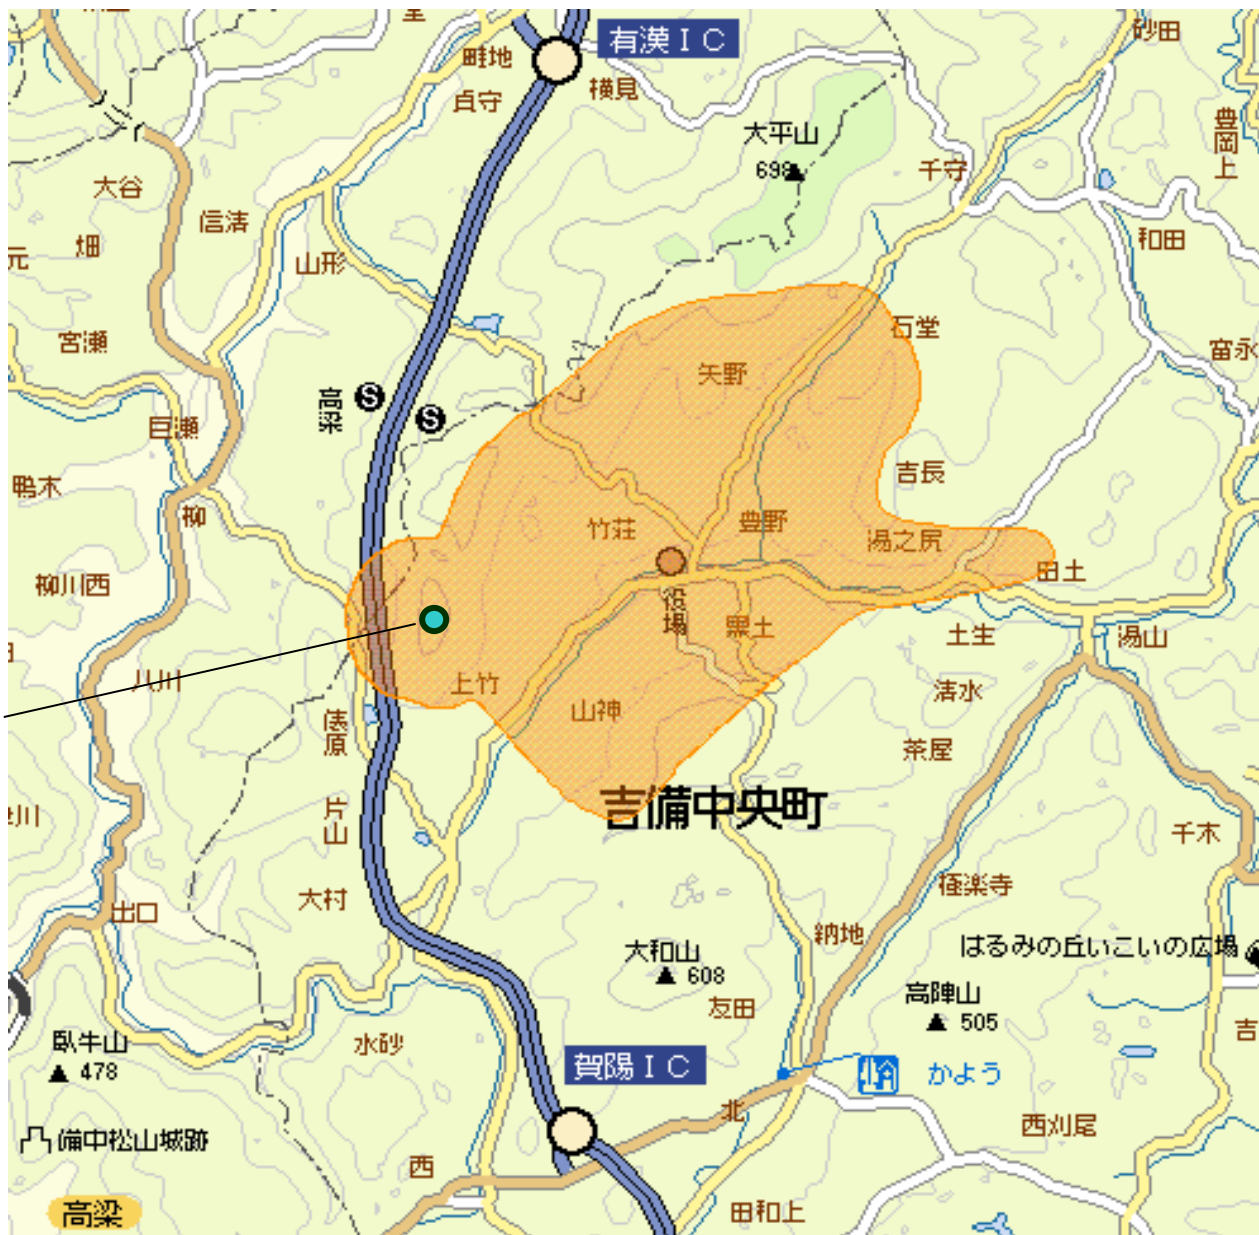 有漢ＩＣ
畦地
砂田
貞守
横見
豊岡上
大平山
698
千守
大谷
信清
畑
和田
元
山形
石堂
宮瀬
富永
矢野
高梁
S
S
巨瀬
吉長
鴨木
柳
竹荘
豊野
湯之尻
柳川西
田土
役場
黒土
土生
湯山
八川
上竹
清水
山神
俵原
茶屋
吉備中央町
片山
川
千木
極楽寺
大村
出口
納地
はるみの丘いこいの広場
大和山
608
高陣山
505
友田
吉
臥牛山
478
水砂
賀陽ＩＣ
かよう
北
西刈尾
備中松山城跡
西
高梁
田和上